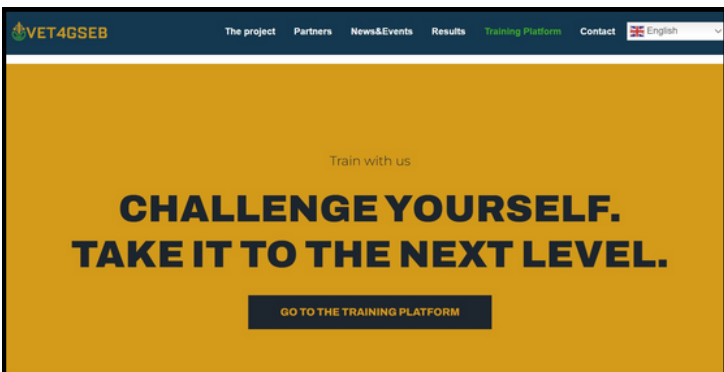 VET4GSEB
The project Partners News&Events Results Training Platform Contact English
Train with us
CHALLENGE YOURSELF.
TAKE IT TO THE NEXT LEVEL.
GO TO THE TRAINING PLATFORM